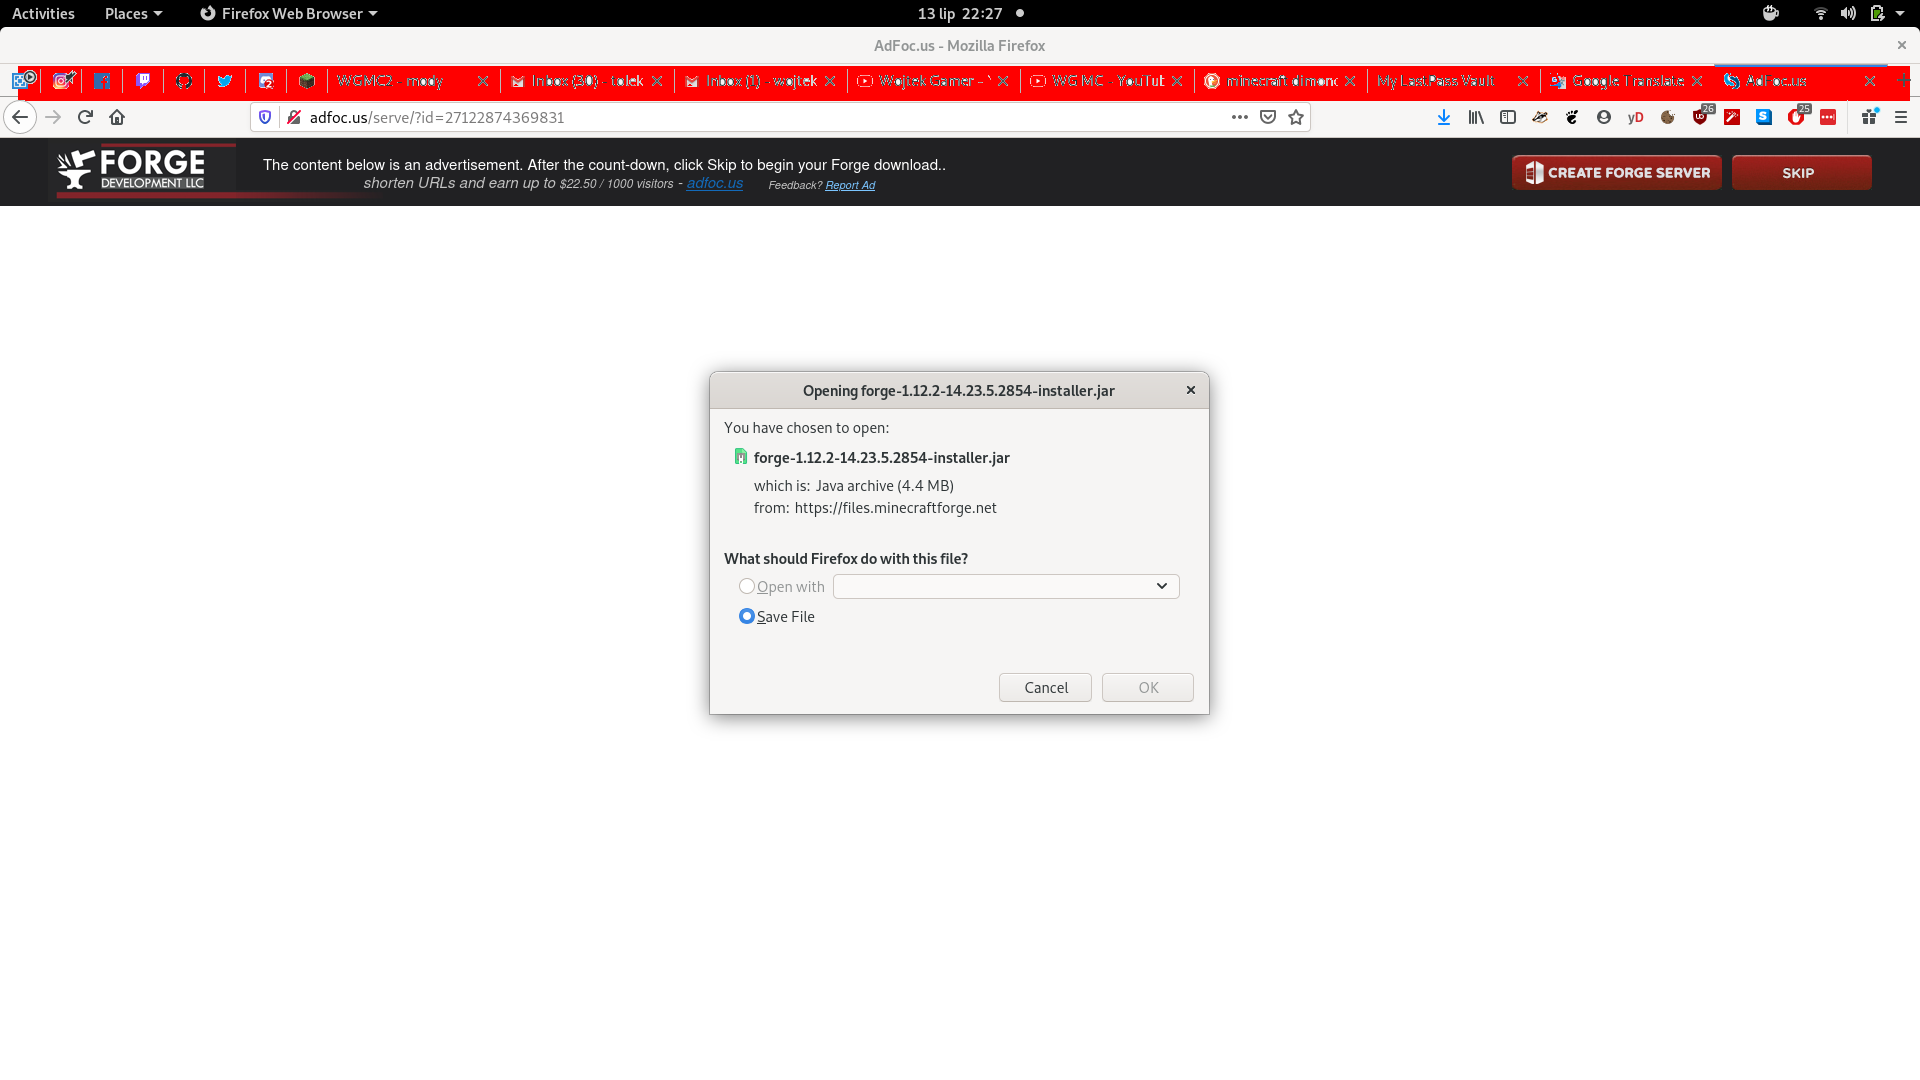 Activities Places Firefox Web Browser 13 lip 22:27
AdFoc.us - Mozilla Firefox
WGMC2 - mody Inbox (30) - tolek Inbox (1) - wojtek Wojtek Gamer - WG MC - YouTub minecraft dimond My LastPass Vault Google Translate AdFoc.us
adfoc.us/serve/?id=27122874369831 yD 26 25
FORGE
DEVELOPMENT LLC
The content below is an advertisement. After the count-down, click Skip to begin your Forge download..
shorten URLs and earn up to $22.50 / 1000 visitors - adfoc.us Feedback? Report Ad
CREATE FORGE SERVER SKIP
Opening forge-1.12.2-14.23.5.2854-installer.jar
You have chosen to open:
forge-1.12.2-14.23.5.2854-installer.jar
which is: Java archive (4.4 MB)
from: https://files.minecraftforge.net
What should Firefox do with this file?
Open with
Save File
Cancel OK